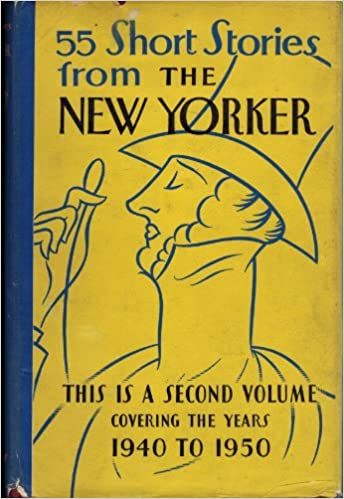 55 Short Stories
from THE
NEW YORKER
THIS IS A SECOND VOLUME
COVERING THE YEARS
1940 TO 1950